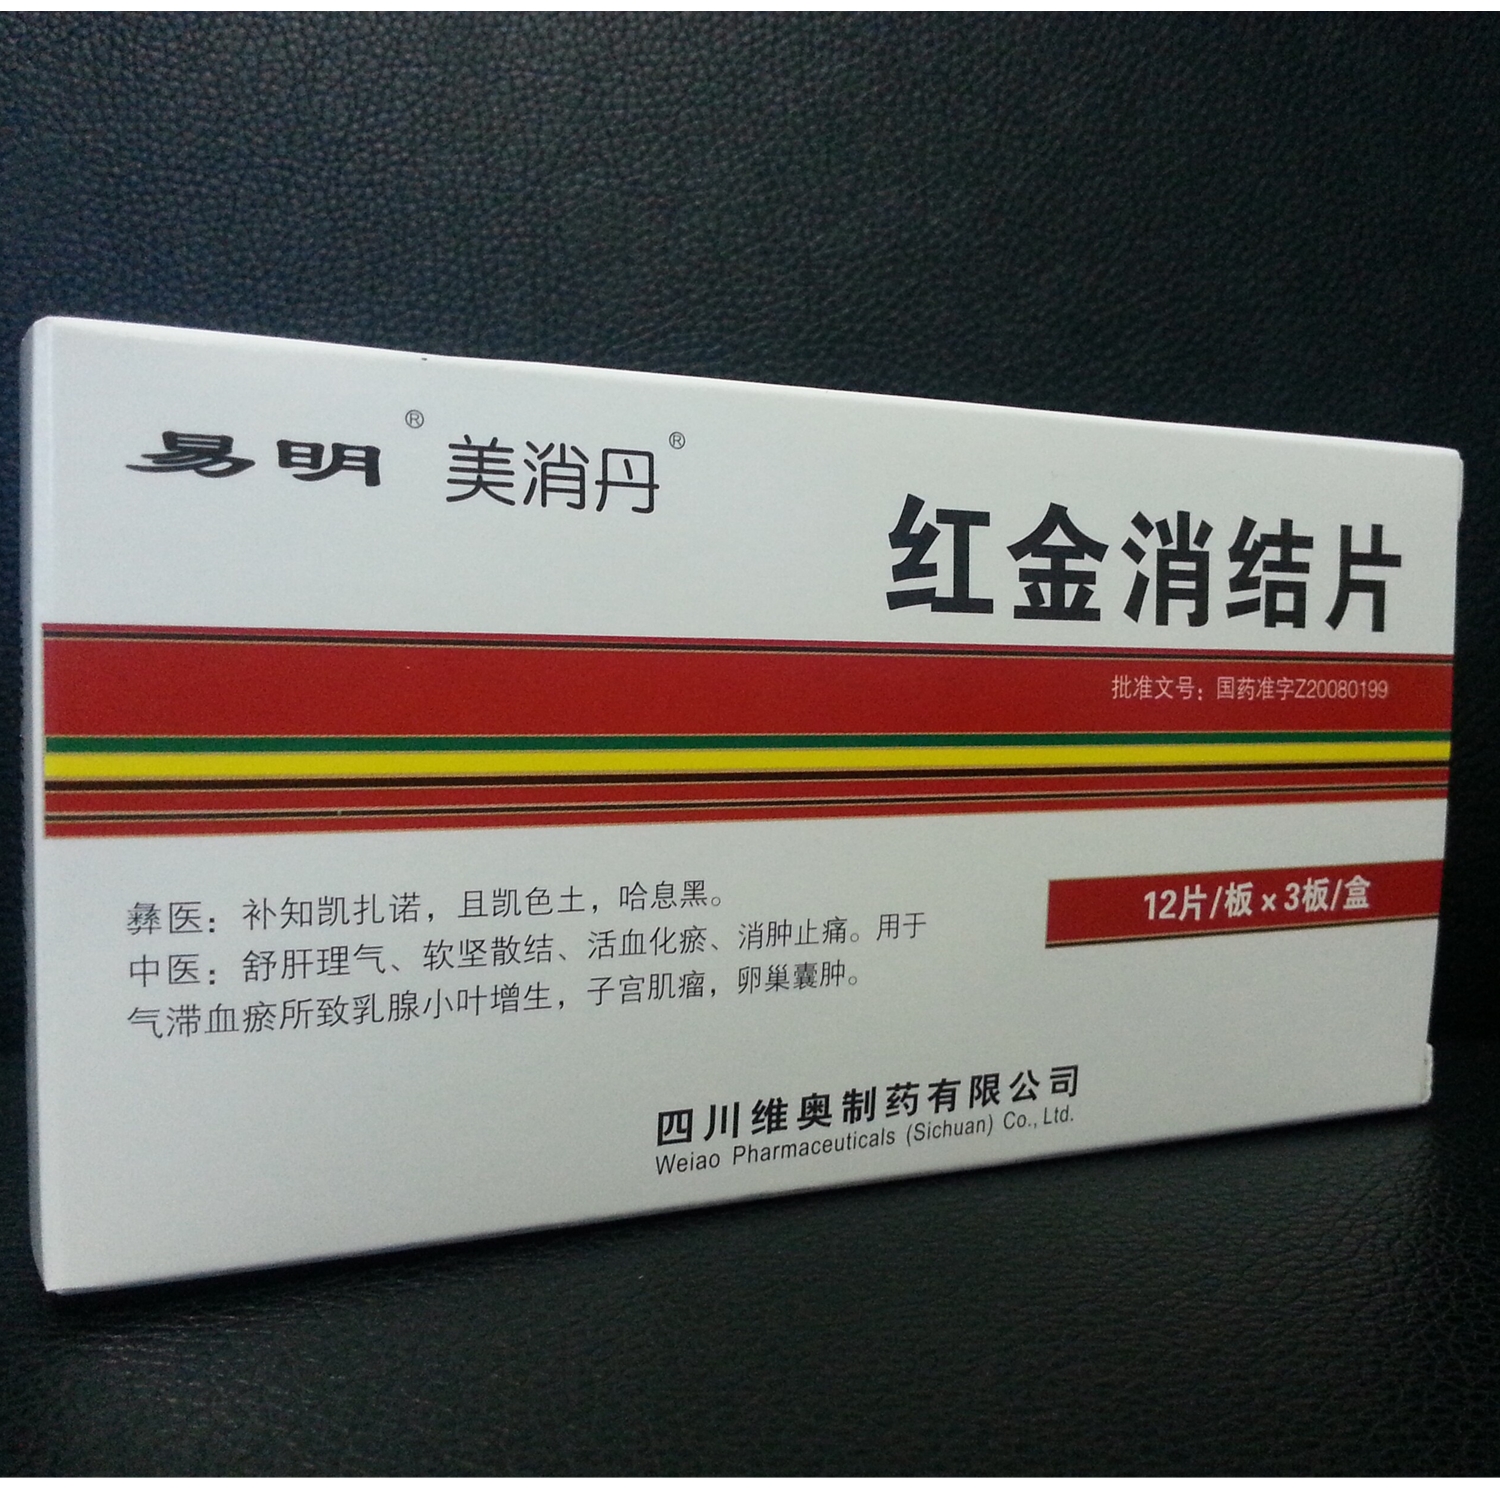 易明® 美消丹®
红金消结片
批准文号：国药准字Z20080199
12片/板 x 3板/盒
彝医：补知凯扎诺，且凯色土，哈息黑。
中医：舒肝理气、软坚散结、活血化瘀、消肿止痛。用于
气滞血瘀所致乳腺小叶增生，子宫肌瘤，卵巢囊肿。
四川维奥制药有限公司
Weiao Pharmaceuticals (Sichuan) Co., Ltd.